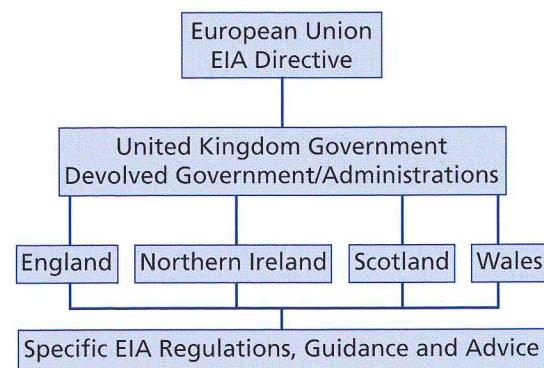 European Union
EIA Directive
United Kingdom Government
Devolved Government/Administrations
England
Northern Ireland
Scotland
Wales
Specific EIA Regulations, Guidance and Advice